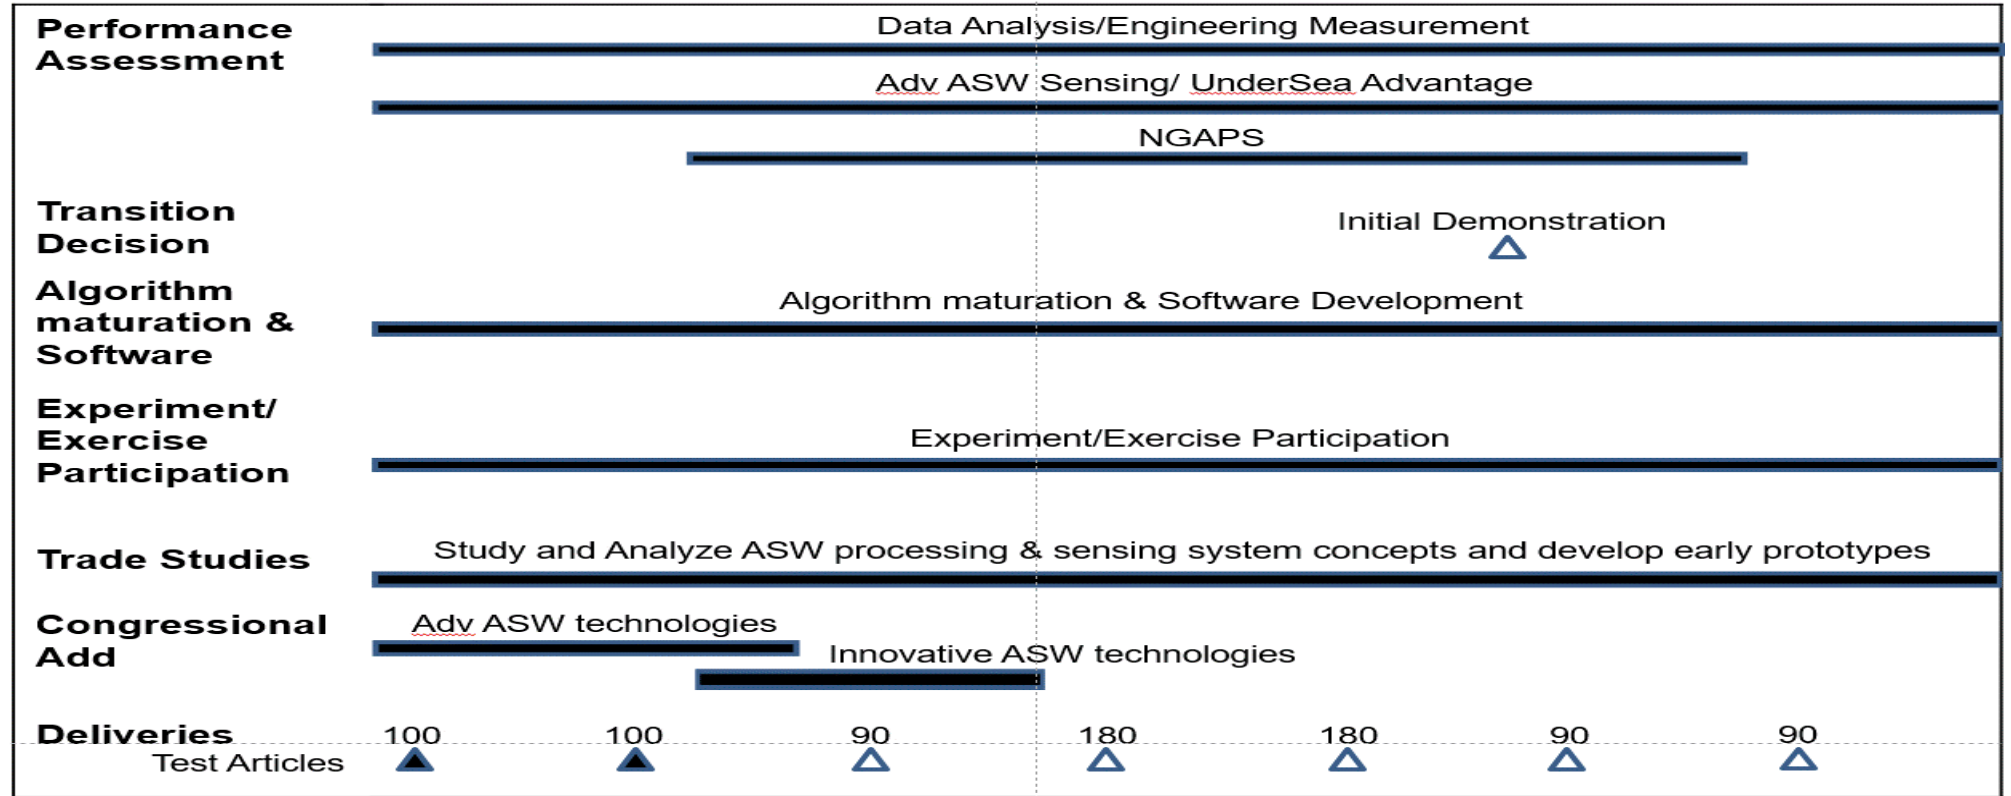 Performance
Assessment
Data Analysis/Engineering Measurement
Adv ASW Sensing/ UnderSea Advantage
NGAPS
Transition
Decision
Initial Demonstration
Algorithm
maturation &
Software
Algorithm maturation & Software Development
Experiment/
Exercise
Participation
Experiment/Exercise Participation
Trade Studies
Study and Analyze ASW processing & sensing system concepts and develop early prototypes
Congressional
Add
Adv ASW technologies
Innovative ASW technologies
Deliveries
100 100 90 180 180 90 90
Test Articles